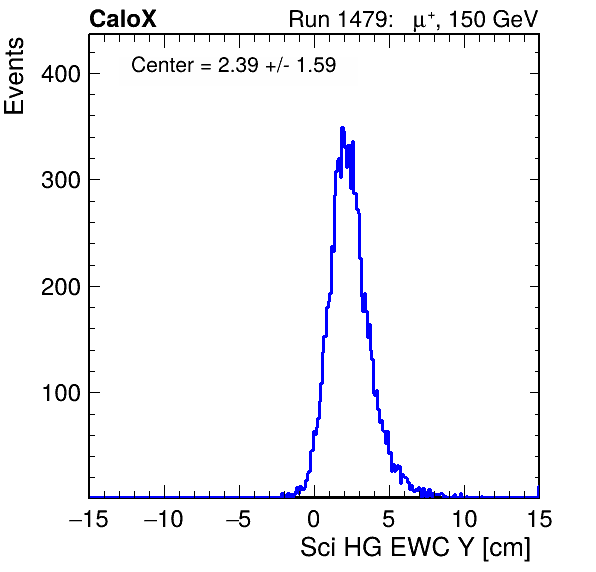 CaloX Run 1479: μ⁺, 150 GeV
Center = 2.39 +/- 1.59
Events
400
300
200
100
−15 −10 −5 0 5 10 15
Sci HG EWC Y [cm]